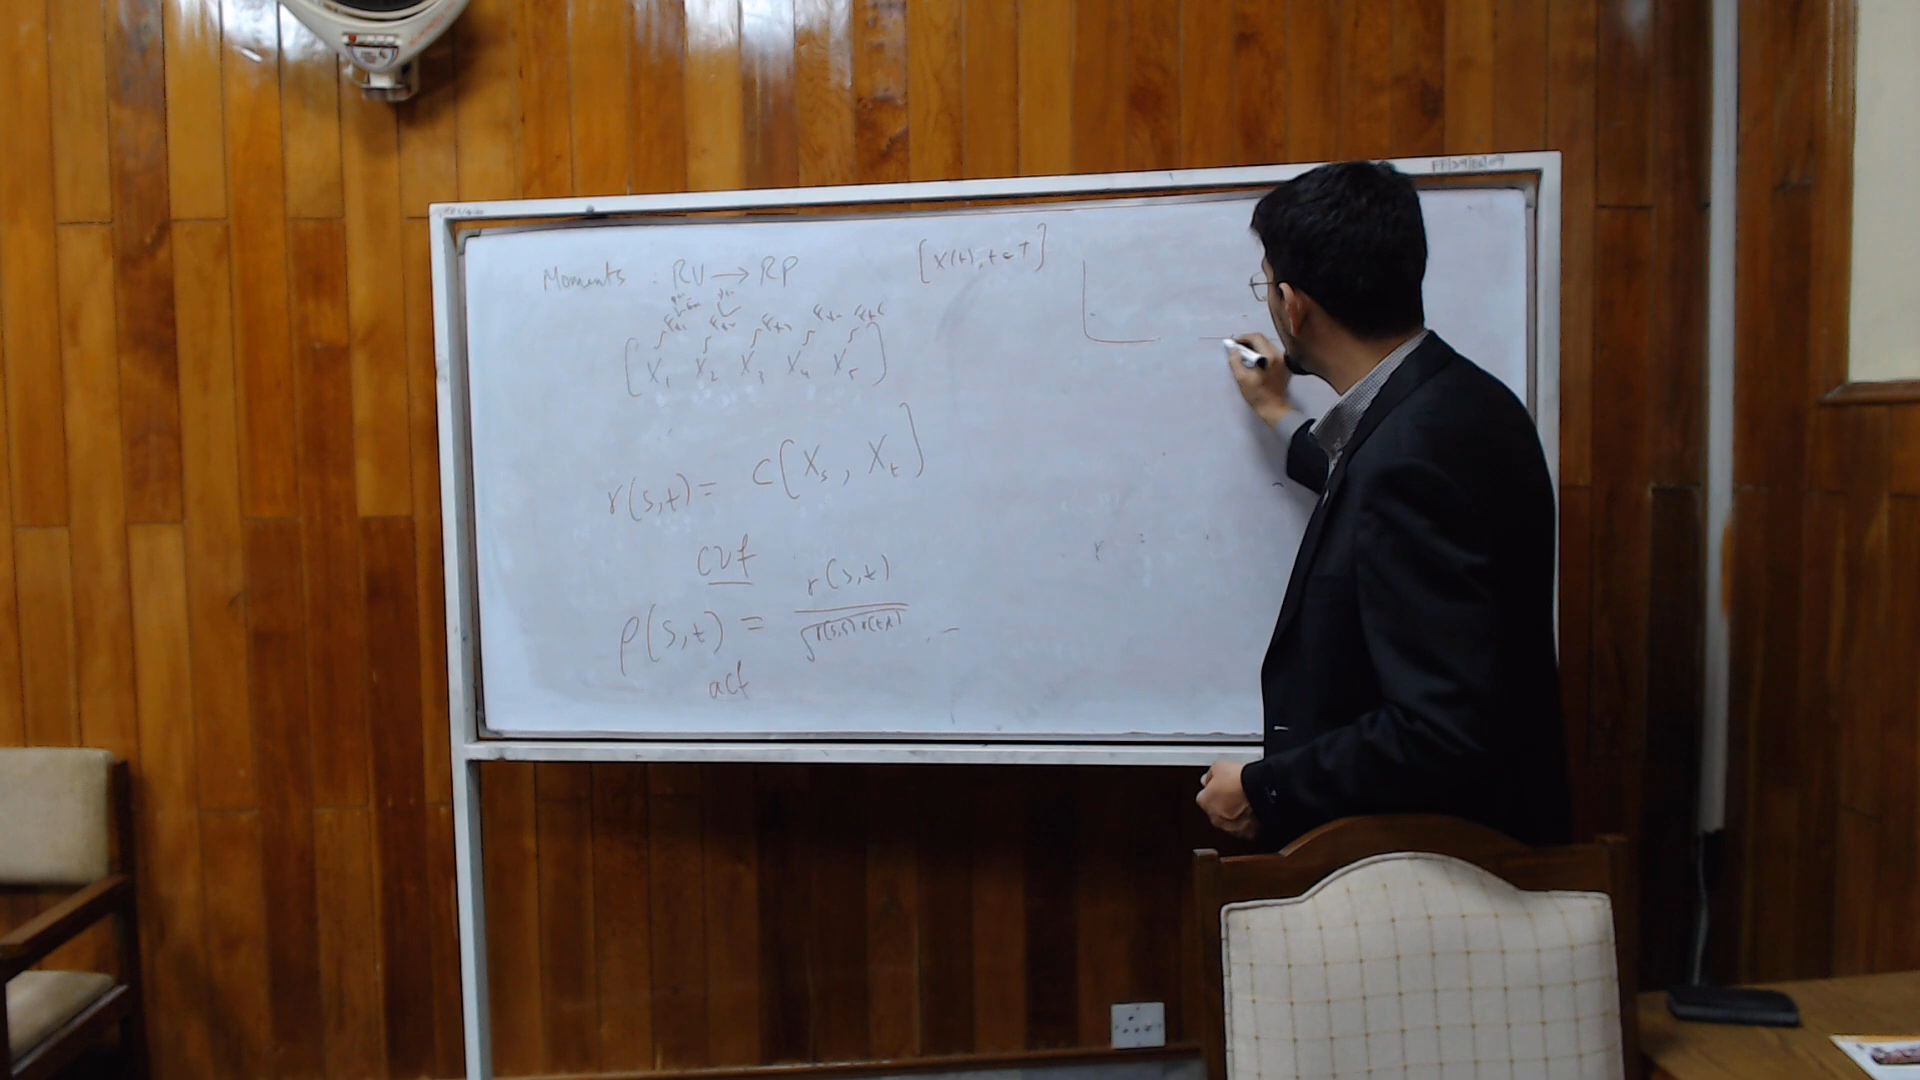 Moments : RV → RP
[X(t), t ∈ T]
[X₁ X₂ X₃ X₄ X₅]
r(s,t) = C[Xₛ, Xₜ]
cvf
ρ(s,t) = r(s,t) / √r(s,s) r(t,t)
acf